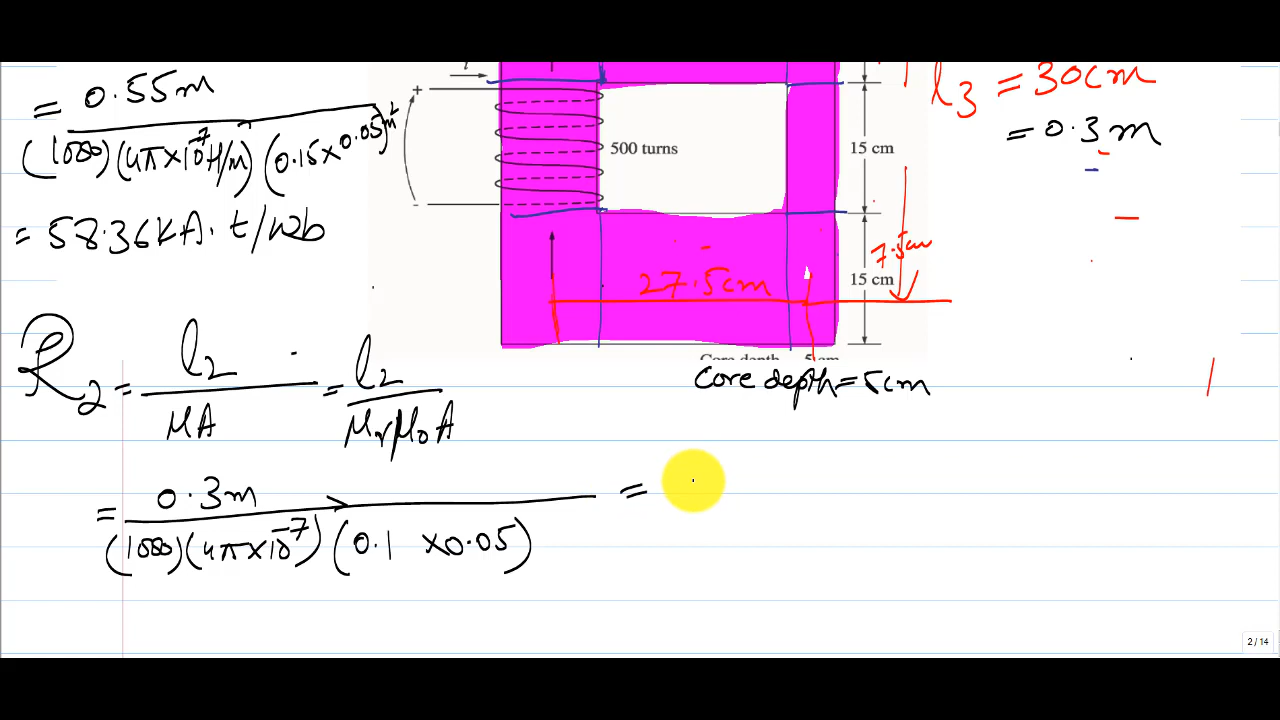 = 0.55m / (1000)(4π×10⁻⁷H/m)(0.15×0.05)m²
= 58.36KA.t/Wb
i
+
-
500 turns
15 cm
l3 = 30cm
= 0.3m
7.5cm
27.5cm
15 cm
Core depth = 5cm
R2 = l2 / μA = l2 / μrμ0A
= 0.3m / (1000)(4π×10⁻⁷)(0.1 ×0.05) =
2 / 14